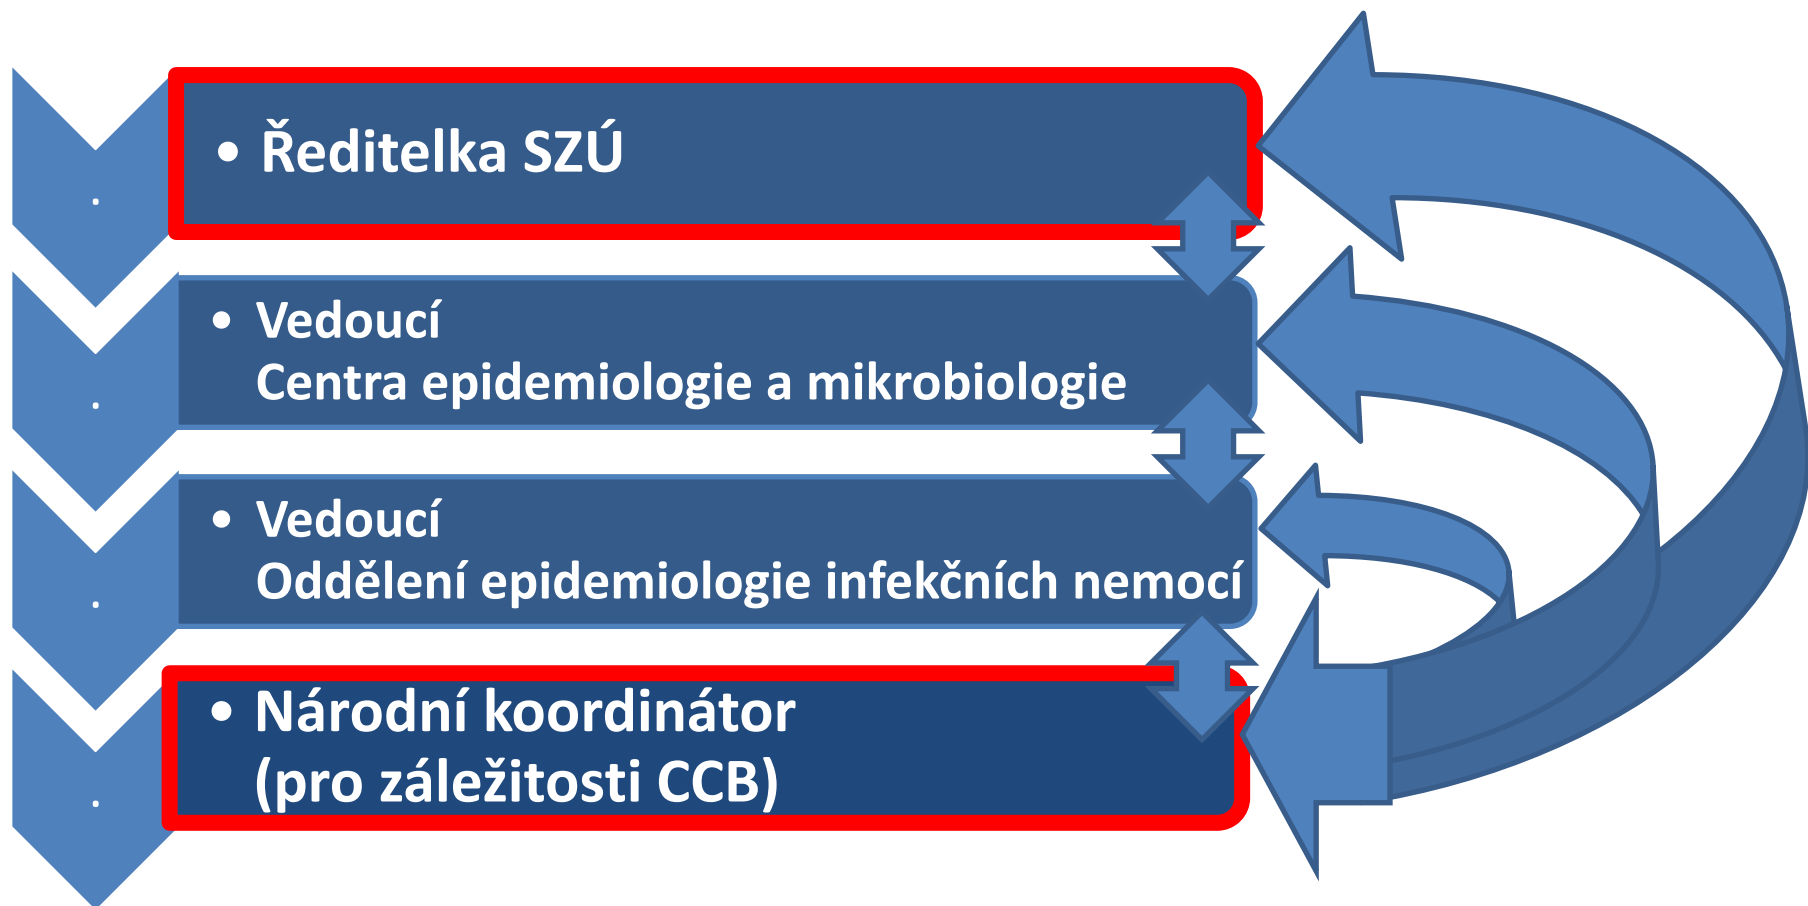 .
• Ředitelka SZÚ
.
• Vedoucí
Centra epidemiologie a mikrobiologie
.
• Vedoucí
Oddělení epidemiologie infekčních nemocí
.
• Národní koordinátor
(pro záležitosti CCB)